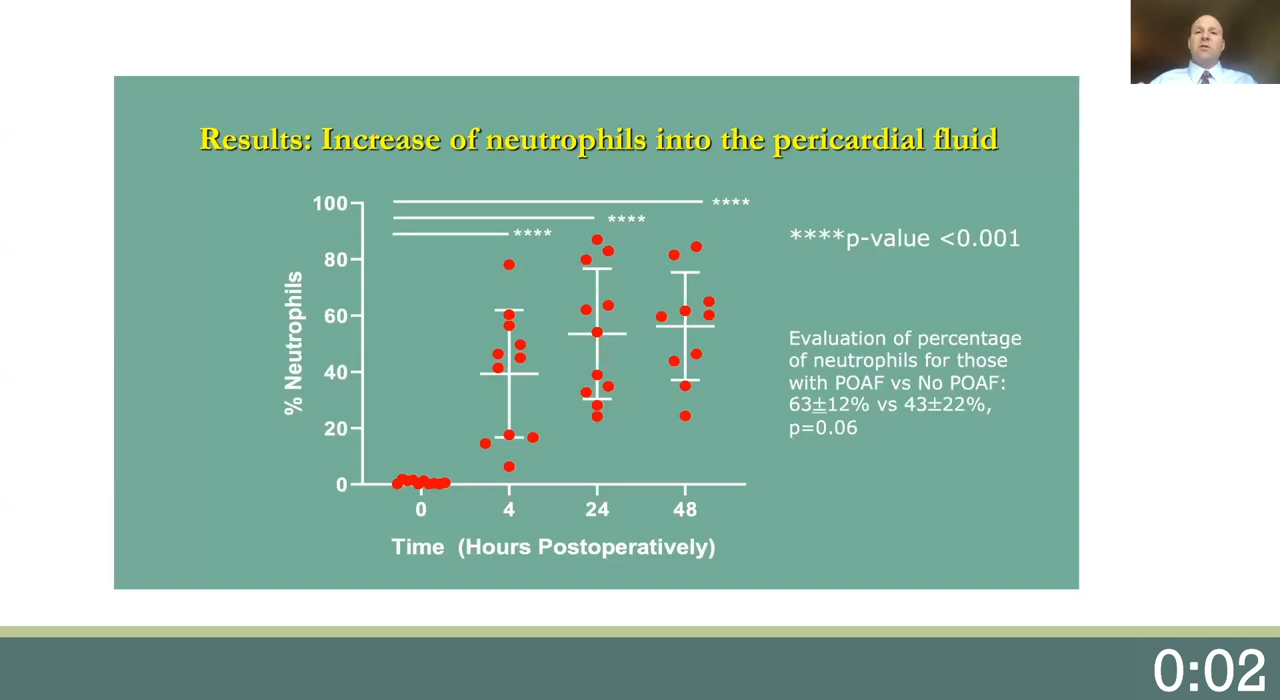 Results: Increase of neutrophils into the pericardial fluid
100
80
60
40
20
0
% Neutrophils
****
****
****
0 4 24 48
Time (Hours Postoperatively)
****p-value <0.001
Evaluation of percentage
of neutrophils for those
with POAF vs No POAF:
63±12% vs 43±22%,
p=0.06
0:02